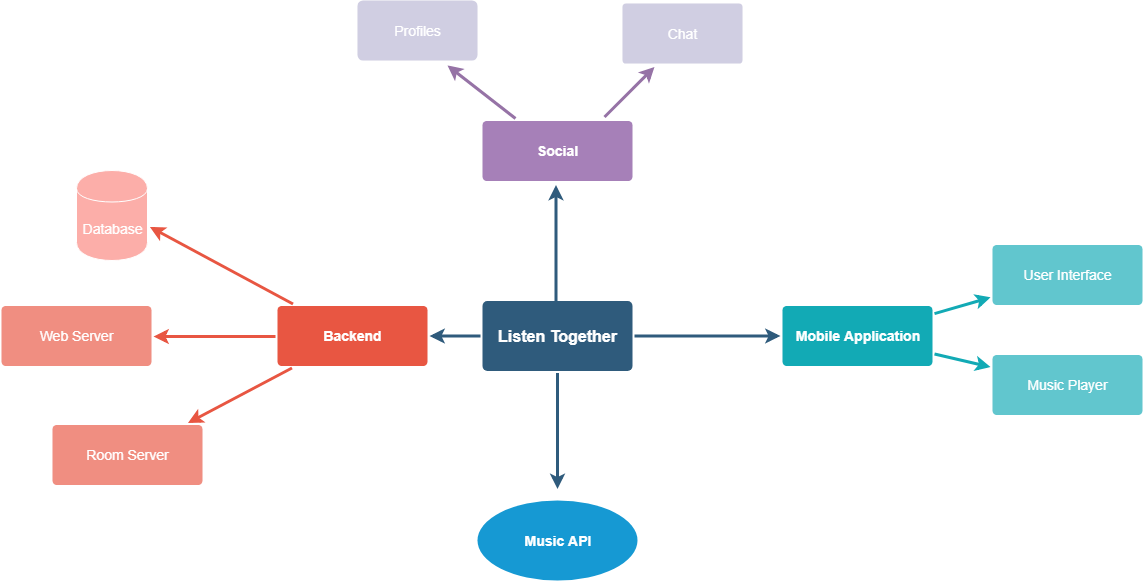 Profiles
Chat
Social
Database
User Interface
Web Server
Backend
Listen Together
Mobile Application
Music Player
Room Server
Music API